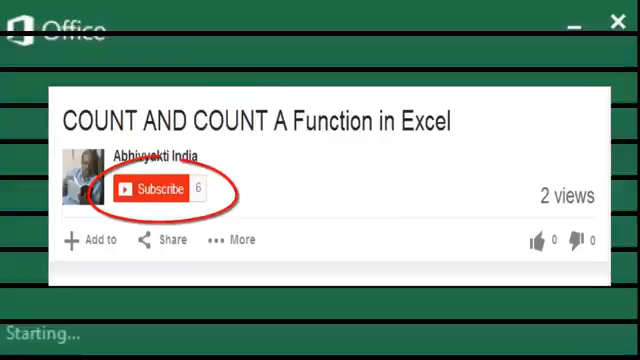 Office
COUNT AND COUNT A Function in Excel
Abhivyakti India
Subscribe 6
2 views
Add to Share More 0 0
Starting...